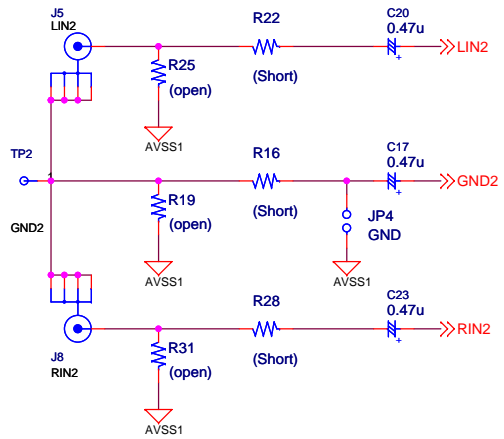 J5
LIN2
R22
C20
0.47u
LIN2
R25
(open)
(Short)
+
AVSS1
TP2
1
R16
C17
0.47u
GND2
R19
(open)
(Short)
+
JP4
GND
GND2
AVSS1
AVSS1
R28
C23
0.47u
RIN2
J8
RIN2
R31
(open)
(Short)
+
AVSS1